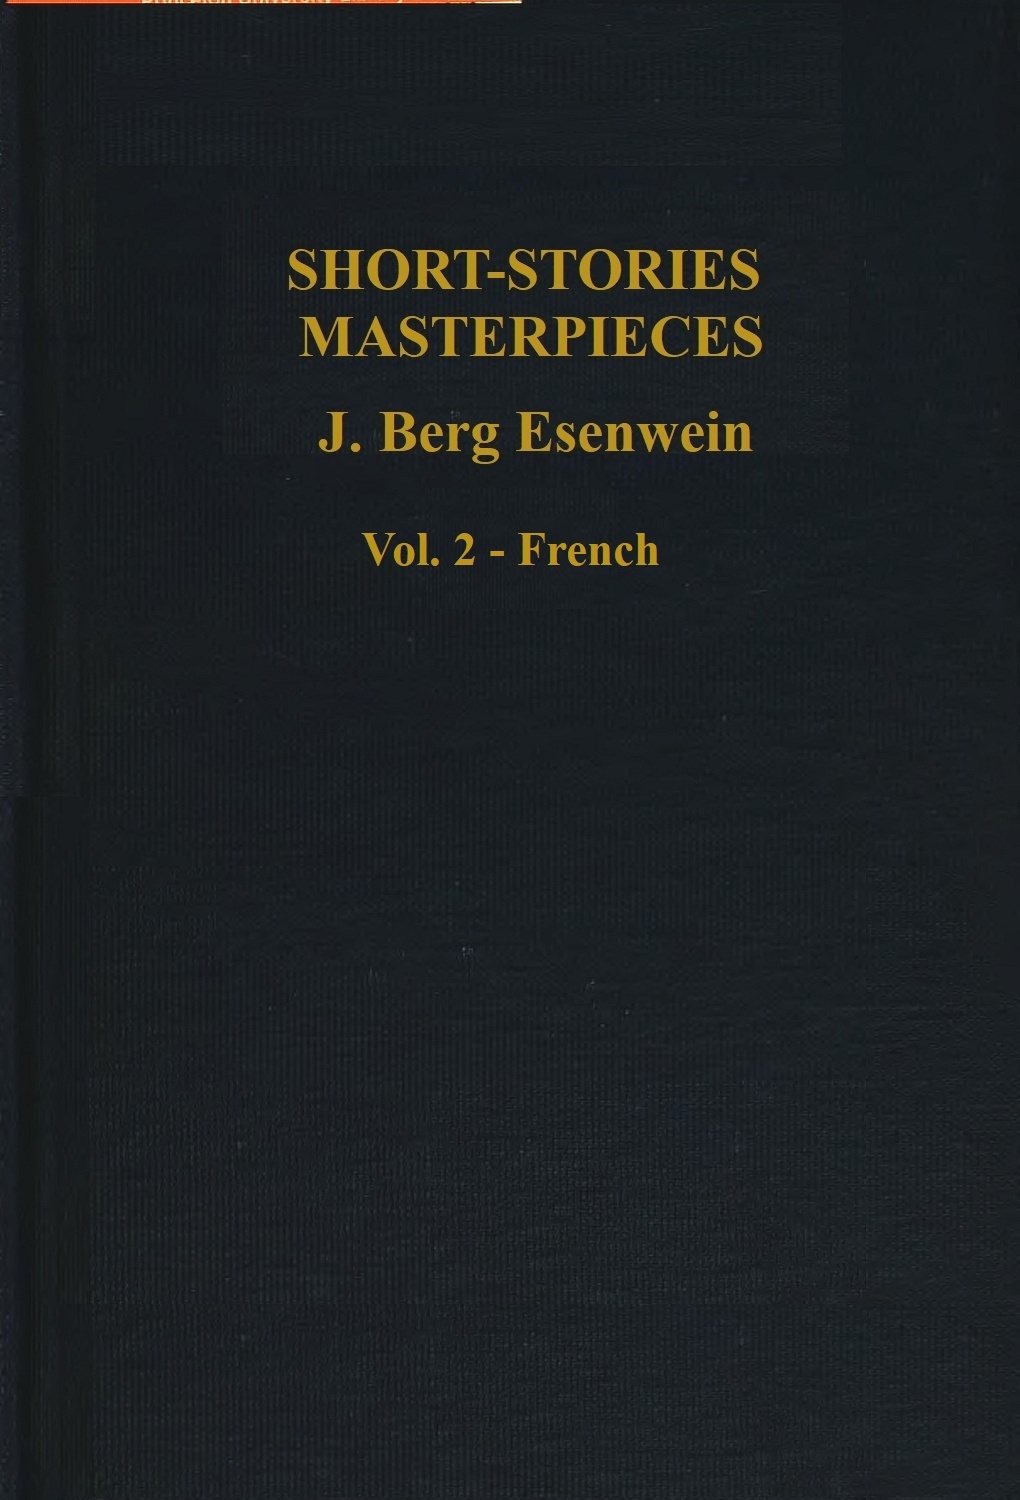 SHORT-STORIES
MASTERPIECES
J. Berg Esenwein
Vol. 2 - French